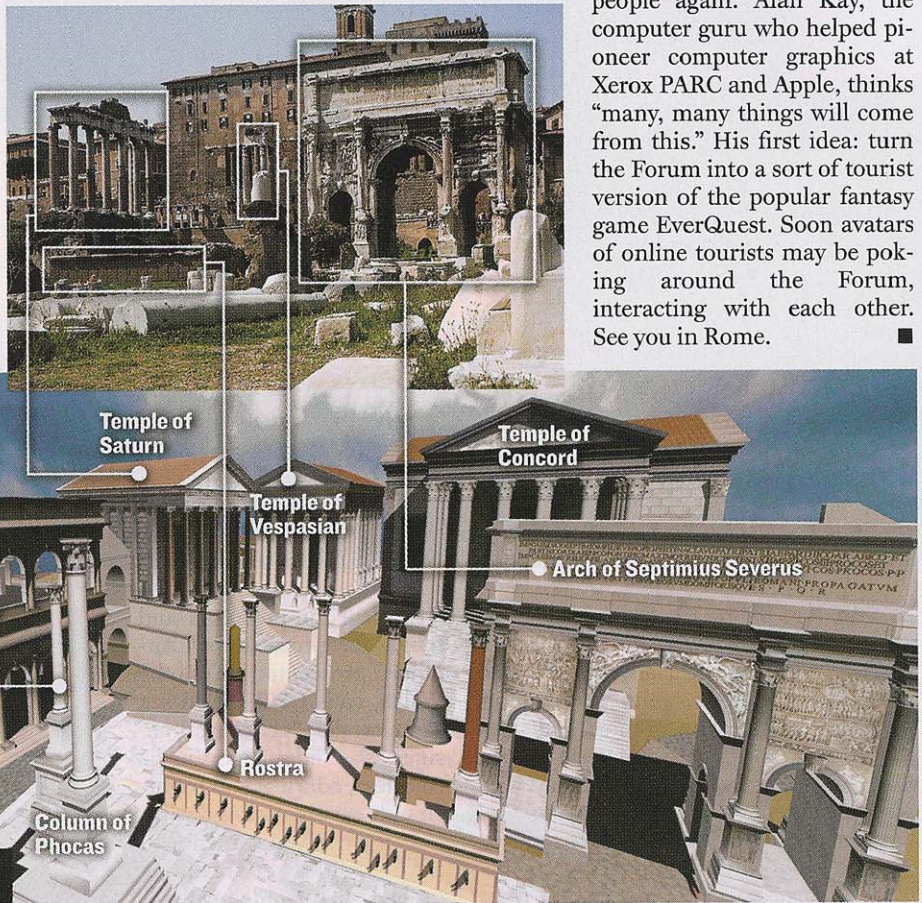 people again. Alan Kay, the
computer guru who helped pi-
oneer computer graphics at
Xerox PARC and Apple, thinks
"many, many things will come
from this." His first idea: turn
the Forum into a sort of tourist
version of the popular fantasy
game EverQuest. Soon avatars
of online tourists may be pok-
ing around the Forum,
interacting with each other.
See you in Rome.
Temple of
Saturn
Temple of
Vespasian
Temple of
Concord
Arch of Septimius Severus
ROMANI PROPAGATVM
S · P · Q · R
Rostra
Column of
Phocas